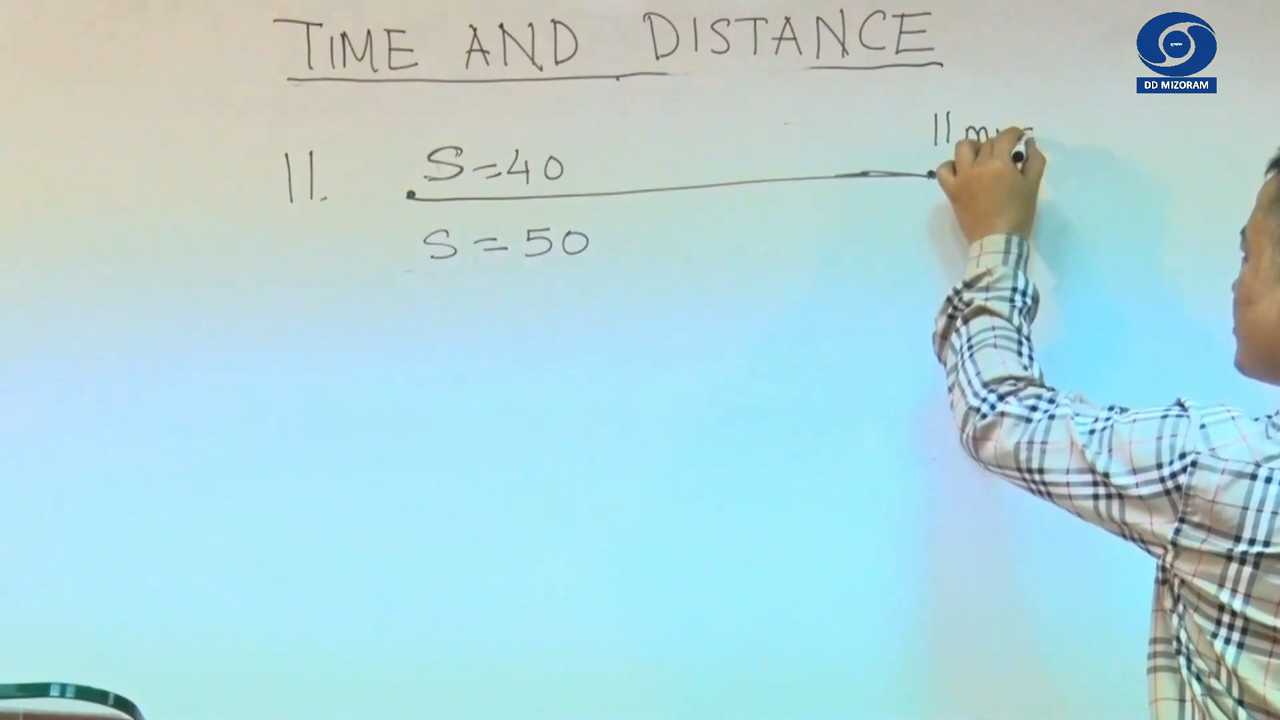 TIME AND DISTANCE
DD MIZORAM
11
11. S=40
S = 50